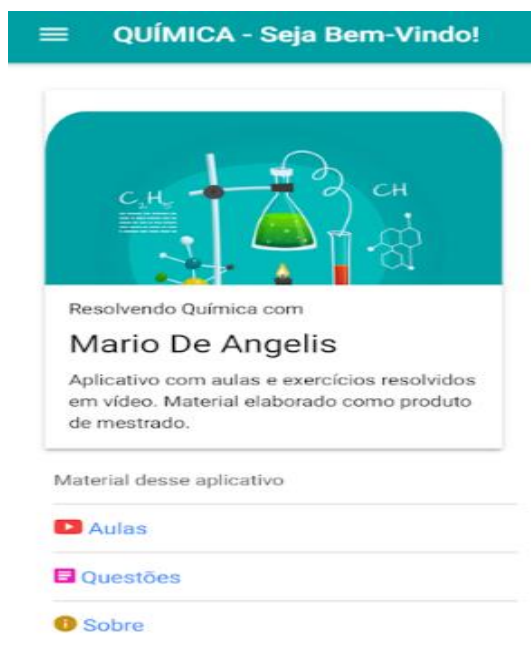 QUÍMICA - Seja Bem-Vindo!
C₂H₅
CH
Resolvendo Química com
Mario De Angelis
Aplicativo com aulas e exercícios resolvidos
em vídeo. Material elaborado como produto
de mestrado.
Material desse aplicativo
Aulas
Questões
Sobre